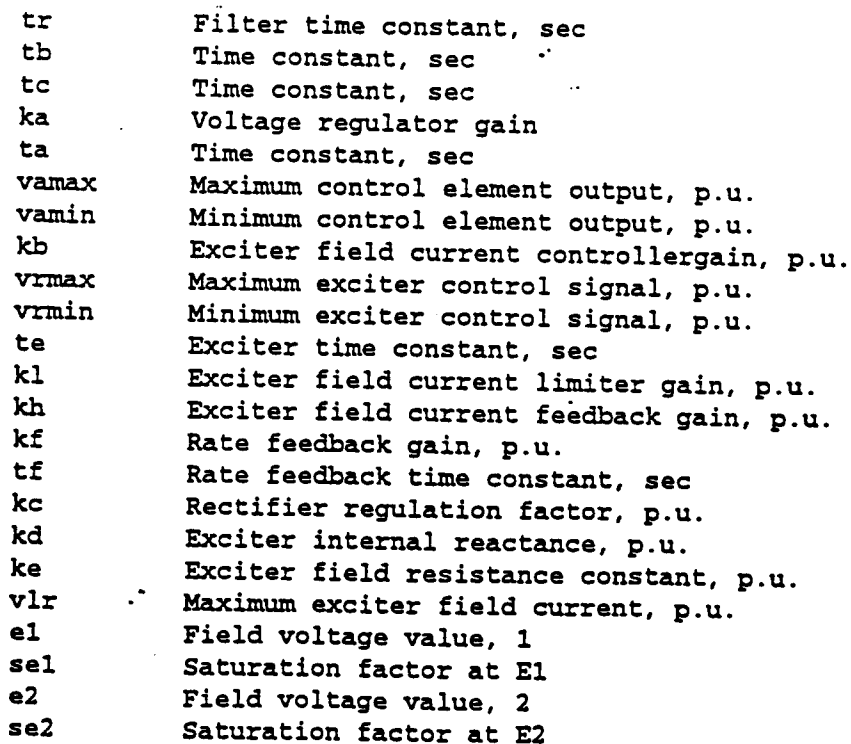 tr Filter time constant, sec
tb Time constant, sec
tc Time constant, sec
ka Voltage regulator gain
ta Time constant, sec
vamax Maximum control element output, p.u.
vamin Minimum control element output, p.u.
kb Exciter field current controllergain, p.u.
vrmax Maximum exciter control signal, p.u.
vrmin Minimum exciter control signal, p.u.
te Exciter time constant, sec
kl Exciter field current limiter gain, p.u.
kh Exciter field current feedback gain, p.u.
kf Rate feedback gain, p.u.
tf Rate feedback time constant, sec
kc Rectifier regulation factor, p.u.
kd Exciter internal reactance, p.u.
ke Exciter field resistance constant, p.u.
vlr Maximum exciter field current, p.u.
e1 Field voltage value, 1
se1 Saturation factor at E1
e2 Field voltage value, 2
se2 Saturation factor at E2